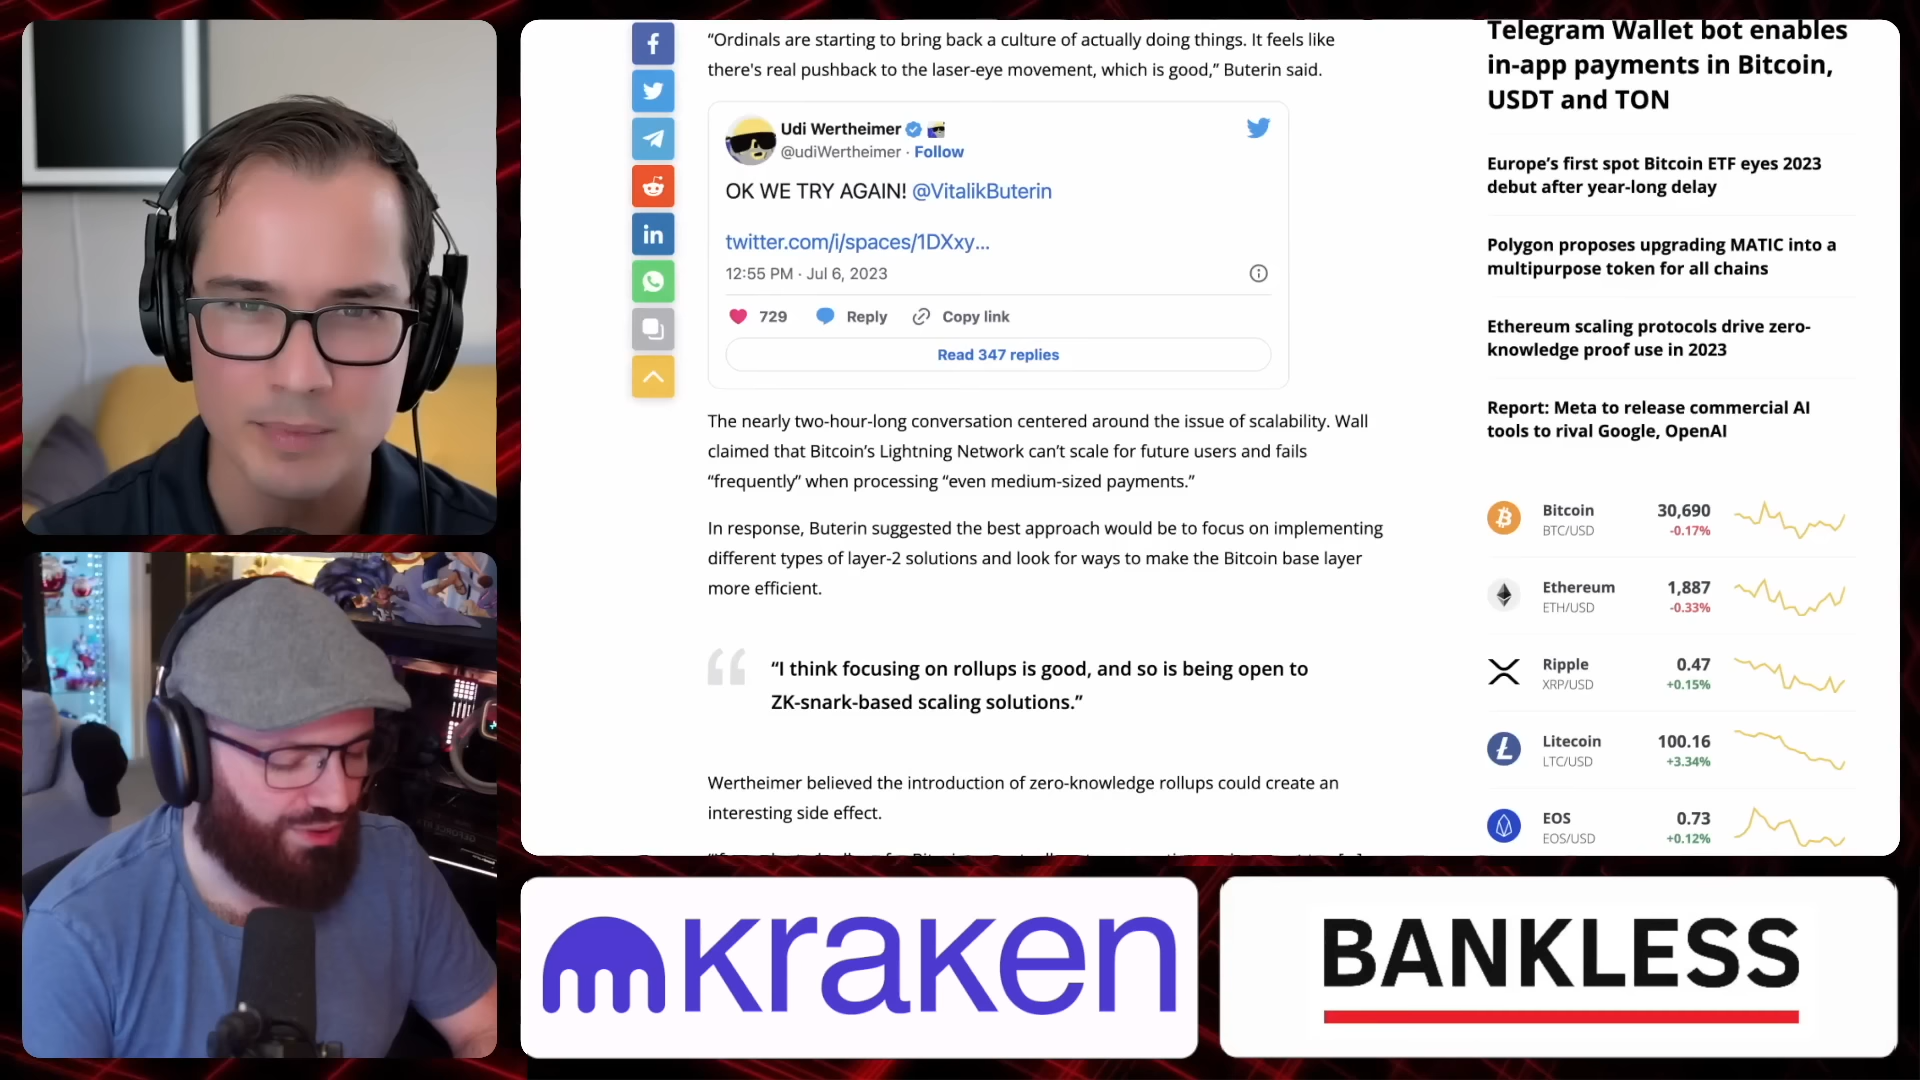 “Ordinals are starting to bring back a culture of actually doing things. It feels like
there's real pushback to the laser-eye movement, which is good,” Buterin said.
Udi Wertheimer
@udiWertheimer · Follow
OK WE TRY AGAIN! @VitalikButerin
twitter.com/i/spaces/1DXxy...
12:55 PM · Jul 6, 2023
729 Reply Copy link
Read 347 replies
The nearly two-hour-long conversation centered around the issue of scalability. Wall
claimed that Bitcoin’s Lightning Network can’t scale for future users and fails
“frequently” when processing “even medium-sized payments.”
In response, Buterin suggested the best approach would be to focus on implementing
different types of layer-2 solutions and look for ways to make the Bitcoin base layer
more efficient.
“I think focusing on rollups is good, and so is being open to
ZK-snark-based scaling solutions.”
Wertheimer believed the introduction of zero-knowledge rollups could create an
interesting side effect.
Telegram Wallet bot enables
in-app payments in Bitcoin,
USDT and TON
Europe’s first spot Bitcoin ETF eyes 2023
debut after year-long delay
Polygon proposes upgrading MATIC into a
multipurpose token for all chains
Ethereum scaling protocols drive zero-
knowledge proof use in 2023
Report: Meta to release commercial AI
tools to rival Google, OpenAI
Bitcoin 30,690
BTC/USD -0.17%
Ethereum 1,887
ETH/USD -0.33%
Ripple 0.47
XRP/USD +0.15%
Litecoin 100.16
LTC/USD +3.34%
EOS 0.73
EOS/USD +0.12%
kraken
BANKLESS